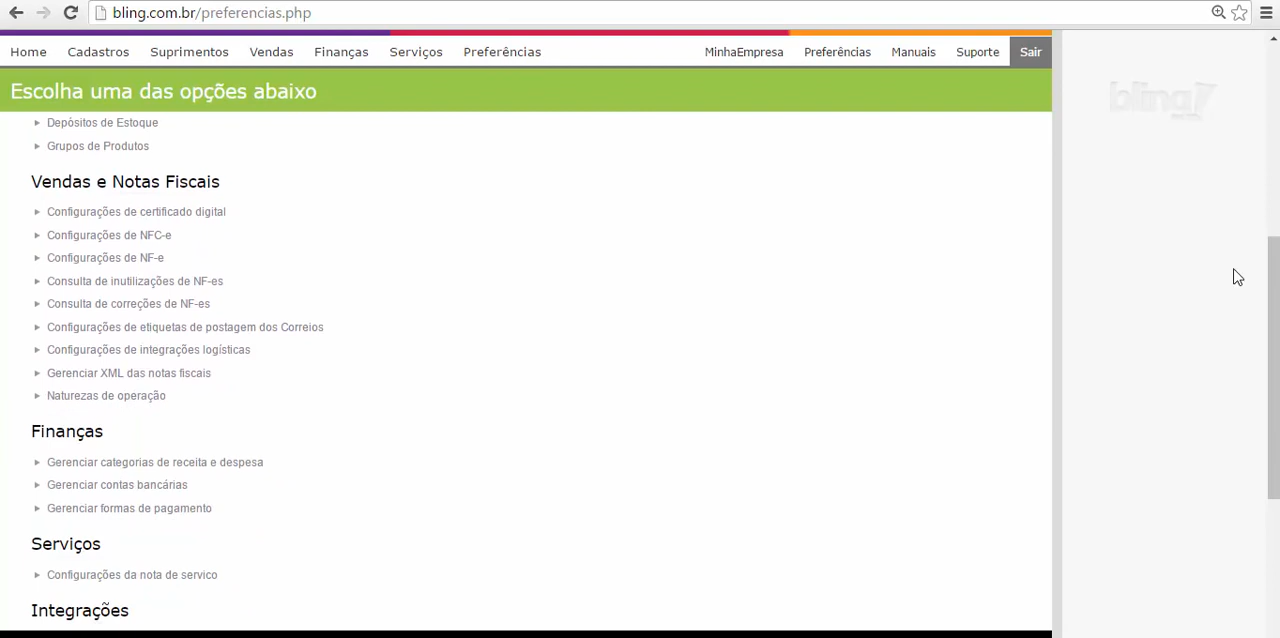 bling.com.br/preferencias.php
Home Cadastros Suprimentos Vendas Finanças Serviços Preferências MinhaEmpresa Preferências Manuais Suporte Sair
Escolha uma das opções abaixo
bling
Depósitos de Estoque
Grupos de Produtos
Vendas e Notas Fiscais
Configurações de certificado digital
Configurações de NFC-e
Configurações de NF-e
Consulta de inutilizações de NF-es
Consulta de correções de NF-es
Configurações de etiquetas de postagem dos Correios
Configurações de integrações logísticas
Gerenciar XML das notas fiscais
Naturezas de operação
Finanças
Gerenciar categorias de receita e despesa
Gerenciar contas bancárias
Gerenciar formas de pagamento
Serviços
Configurações da nota de servico
Integrações